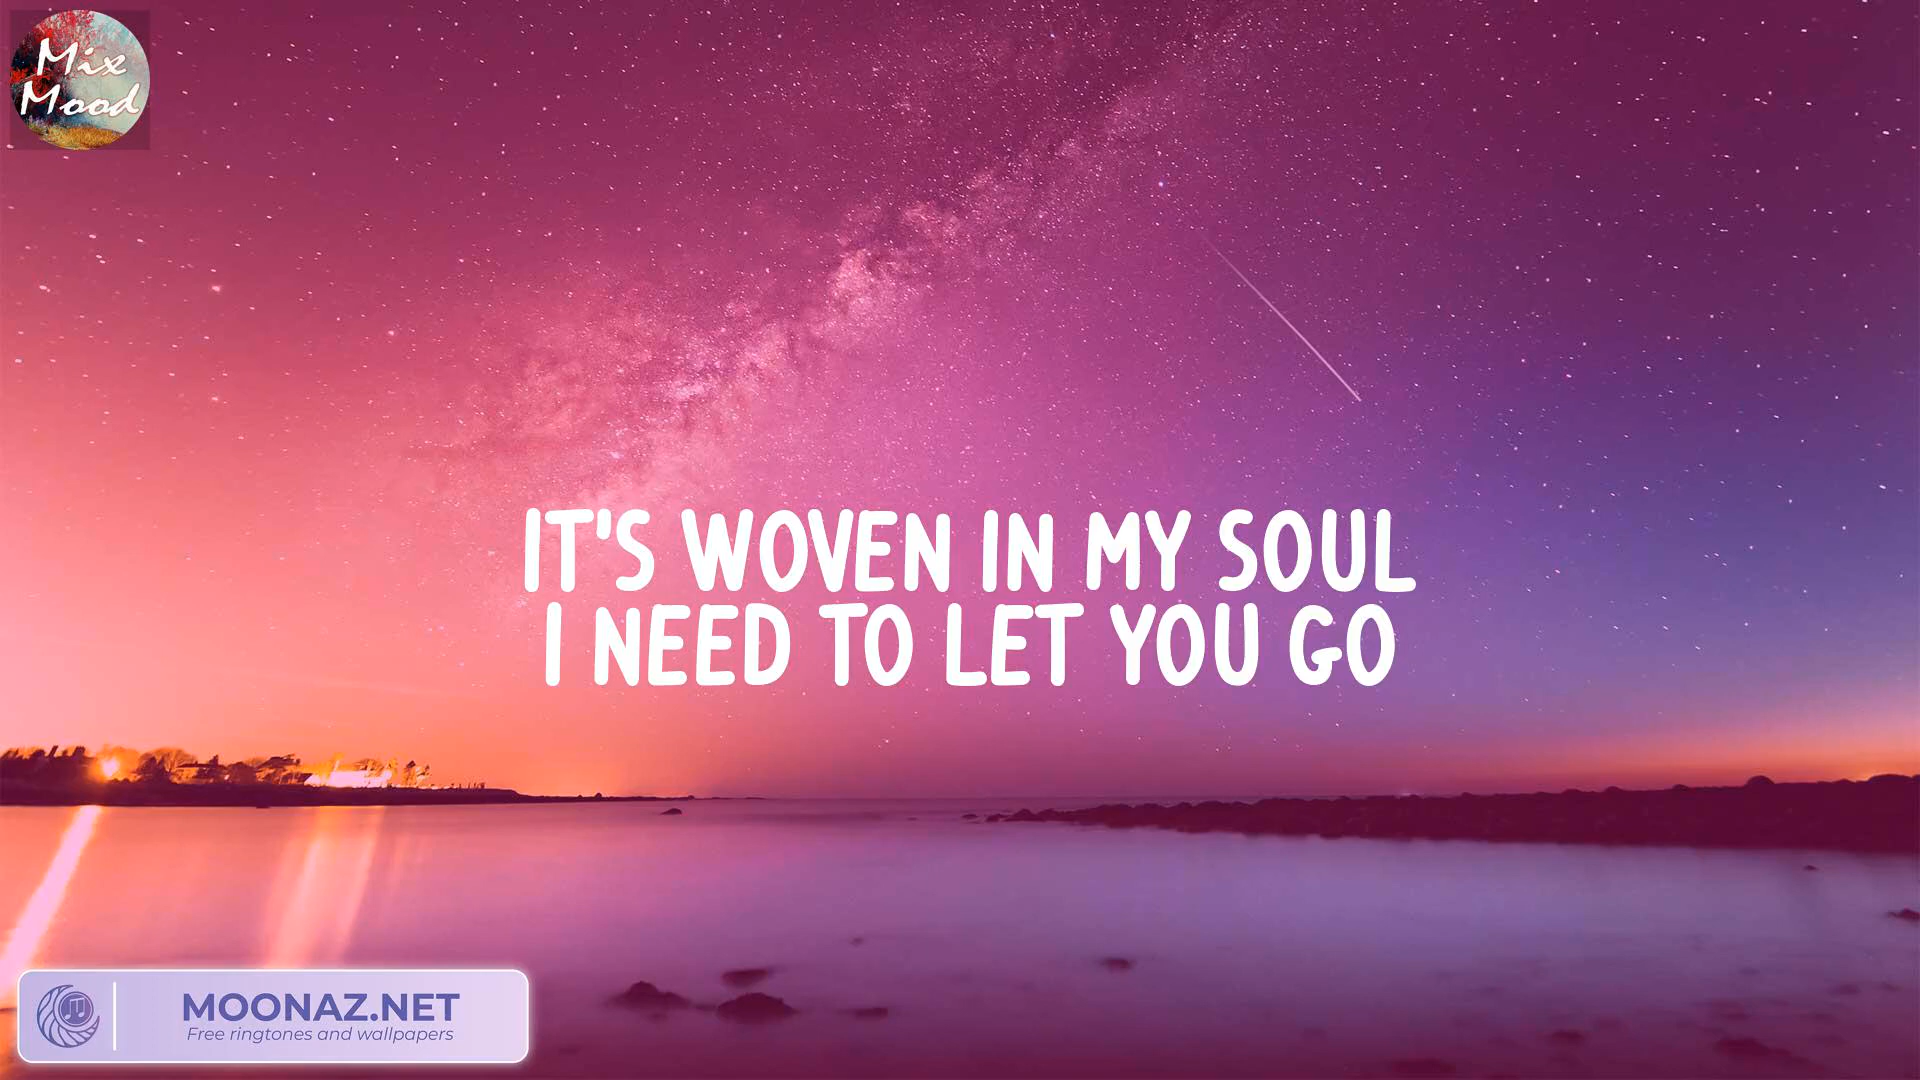 Mix
Mood
IT'S WOVEN IN MY SOUL
I NEED TO LET YOU GO
MOONAZ.NET
Free ringtones and wallpapers